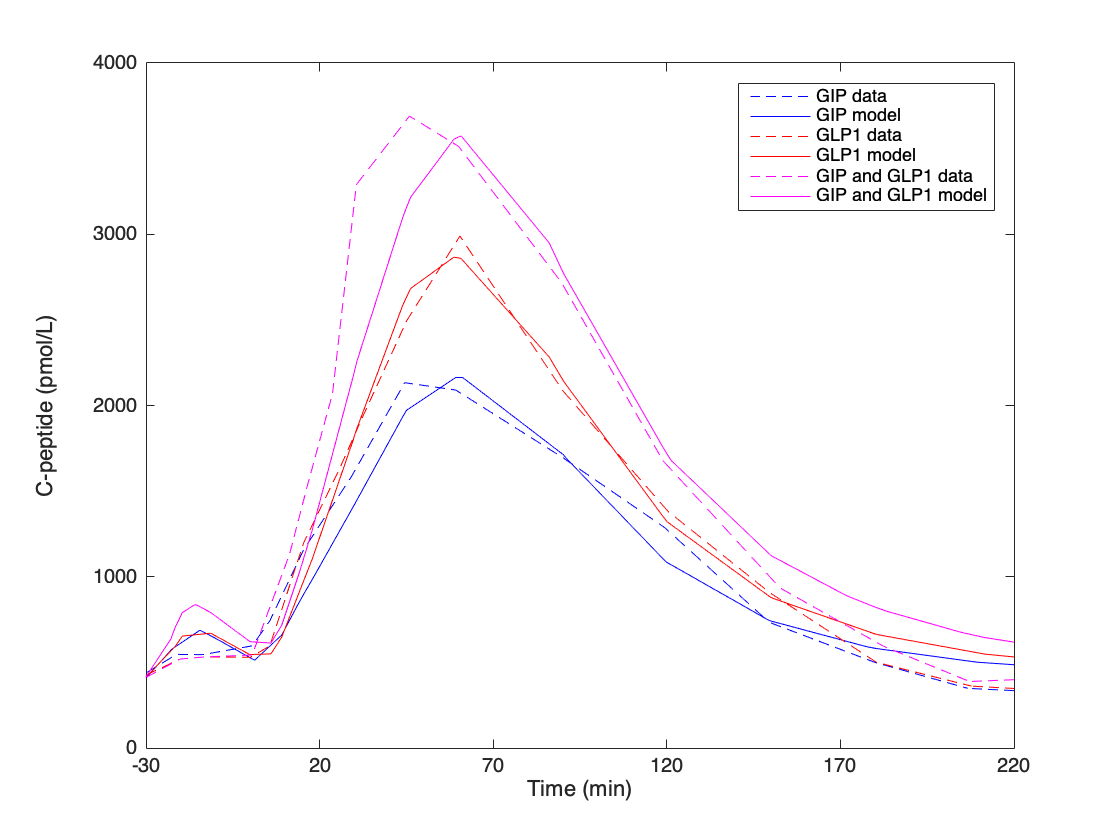 4000
3000
2000
1000
0
C-peptide (pmol/L)
GIP data
GIP model
GLP1 data
GLP1 model
GIP and GLP1 data
GIP and GLP1 model
-30 20 70 120 170 220
Time (min)